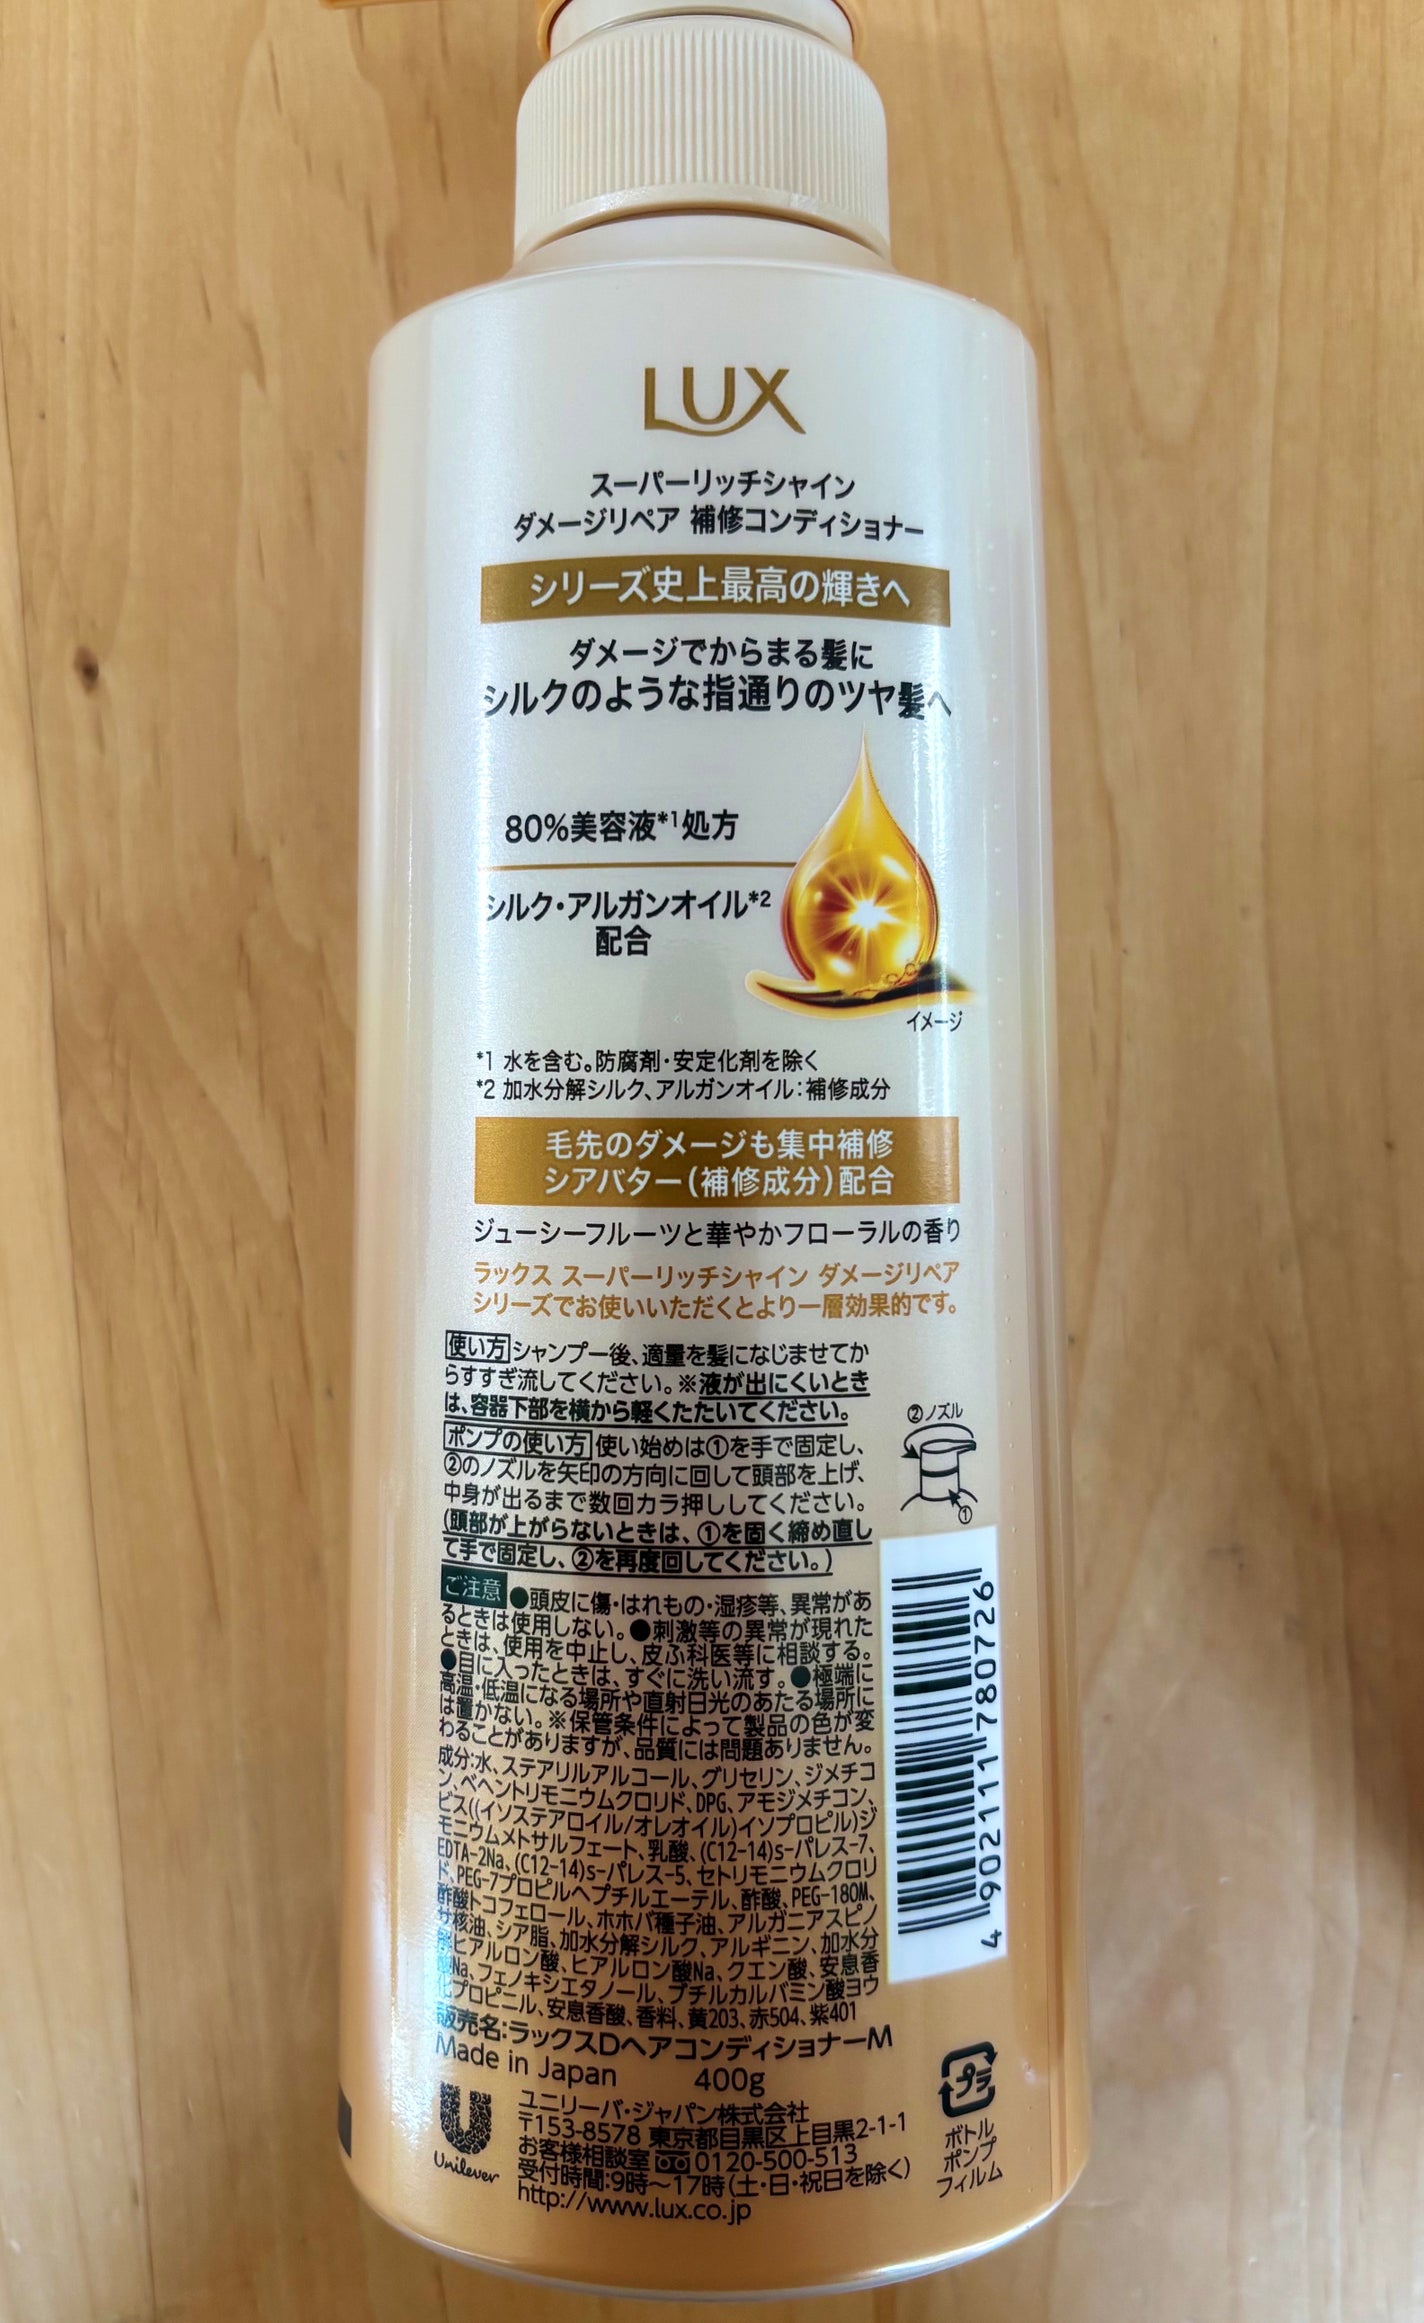 LUX
スーパーリッチシャイン
ダメージリペア 補修コンディショナー
シリーズ史上最高の輝きへ
ダメージでからまる髪に
シルクのような指通りのツヤ髪へ
80%美容液*1処方
シルク・アルガンオイル*2
配合
イメージ
*1 水を含む。防腐剤・安定化剤を除く
*2 加水分解シルク、アルガンオイル：補修成分
毛先のダメージも集中補修
シアバター（補修成分）配合
ジューシーフルーツと華やかフローラルの香り
ラックス スーパーリッチシャイン ダメージリペア
シリーズでお使いいただくとより一層効果的です。
使い方 シャンプー後、適量を髪になじませてか
らすすぎ流してください。※液が出にくいとき
は、容器下部を横から軽くたたいてください。
ポンプの使い方 使い始めは①を手で固定し、
②のノズルを矢印の方向に回して頭部を上げ、
中身が出るまで数回カラ押ししてください。
(頭部が上がらないときは、①を固く締め直し
て手で固定し、②を再度回してください。)
②ノズル
①
ご注意 ●頭皮に傷・はれもの・湿疹等、異常があ
るときは使用しない。●刺激等の異常が現れた
ときは、使用を中止し、皮ふ科医等に相談する。
●目に入ったときは、すぐに洗い流す。●極端に
高温・低温になる場所や直射日光のあたる場所に
は置かない。※保管条件によって製品の色が変
わることがありますが、品質には問題ありません。
成分:水、ステアリルアルコール、グリセリン、ジメチコ
ン、ベヘントリモニウムクロリド、DPG、アモジメチコン、
ビス((イソステアロイル/オレオイル)イソプロピル)ジ
モニウムメトサルフェート、乳酸、(C12-14)s-パレス-7、
EDTA-2Na、(C12-14)s-パレス-5、セトリモニウムクロリ
ド、PEG-7プロピルヘプチルエーテル、酢酸、PEG-180M、
酢酸トコフェロール、ホホバ種子油、アルガニアスピノ
サ核油、シア脂、加水分解シルク、アルギニン、加水分
解ヒアルロン酸、ヒアルロン酸Na、クエン酸、安息香
酸Na、フェノキシエタノール、ブチルカルバミン酸ヨウ
化プロピニル、安息香酸、香料、黄203、赤504、紫401
販売名：ラックスDヘアコンディショナーM
Made in Japan 400g
4 902111 780726
Unilever
ユニリーバ・ジャパン株式会社
〒153-8578 東京都目黒区上目黒2-1-1
お客様相談室 0120-500-513
受付時間:9時～17時(土・日・祝日を除く)
http://www.lux.co.jp
プラ
ボトル
ポンプ
フィルム